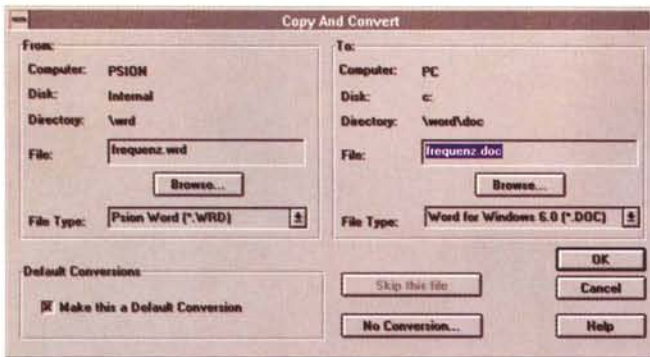 Copy And Convert
From:
Computer: PSION
Disk: Internal
Directory: \wrd
File: frequenz.wrd
Browse...
File Type: Psion Word (*.WRD)
To:
Computer: PC
Disk: c:
Directory: \word\doc
File: frequenz.doc
Browse...
File Type: Word for Windows 6.0 (*.DOC)
Default Conversions
Make this a Default Conversion
Skip this file
No Conversion...
OK
Cancel
Help